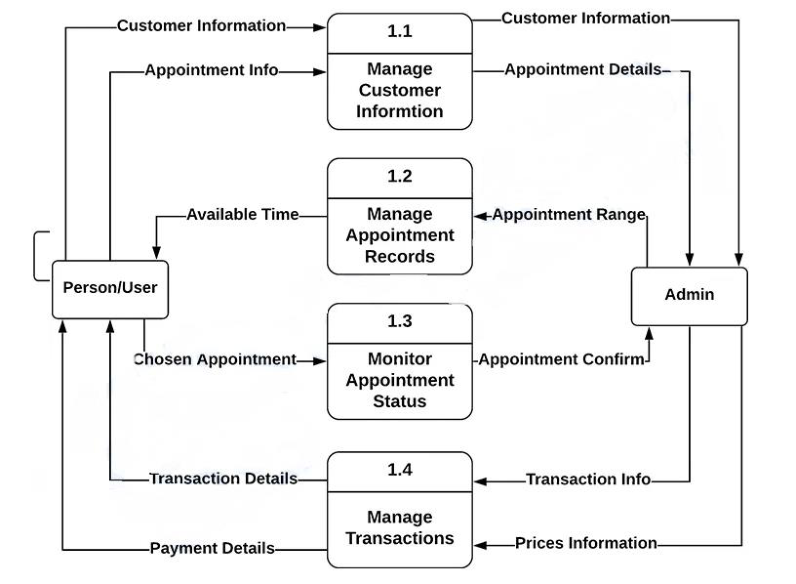 Customer Information
1.1
Customer Information
Appointment Info
Manage
Customer
Informtion
Appointment Details
1.2
Available Time
Manage
Appointment
Records
Appointment Range
Person/User
Admin
1.3
Chosen Appointment
Monitor
Appointment
Status
Appointment Confirm
1.4
Transaction Details
Transaction Info
Manage
Transactions
Payment Details
Prices Information